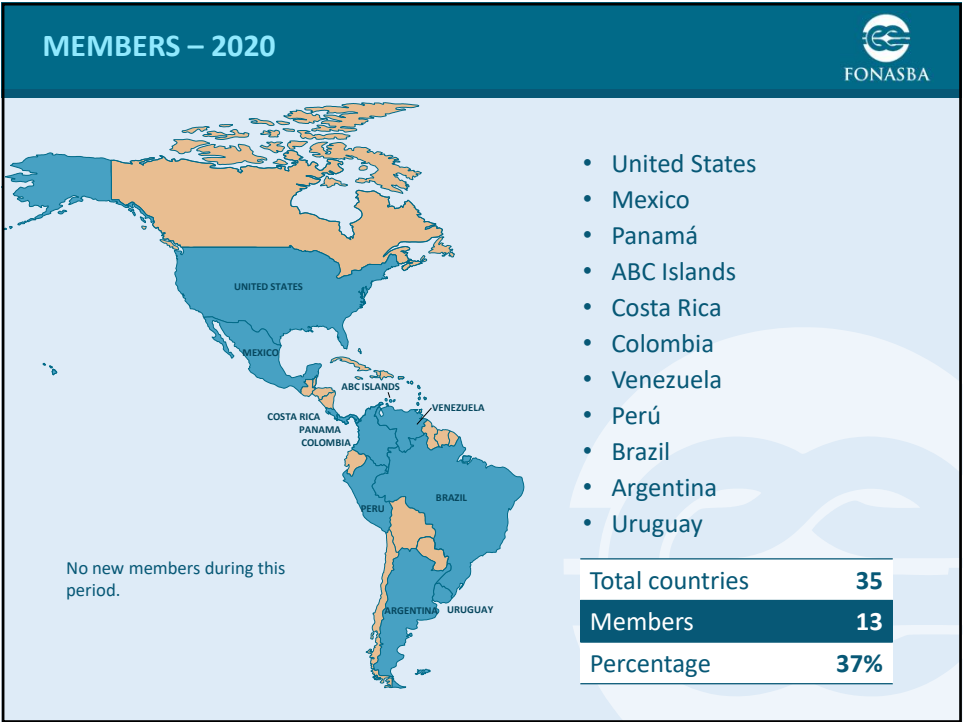 MEMBERS – 2020
FONASBA
UNITED STATES
MEXICO
ABC ISLANDS
VENEZUELA
COSTA RICA
PANAMA
COLOMBIA
BRAZIL
PERU
ARGENTINA
URUGUAY
No new members during this
period.
• United States
• Mexico
• Panamá
• ABC Islands
• Costa Rica
• Colombia
• Venezuela
• Perú
• Brazil
• Argentina
• Uruguay
Total countries 35
Members 13
Percentage 37%